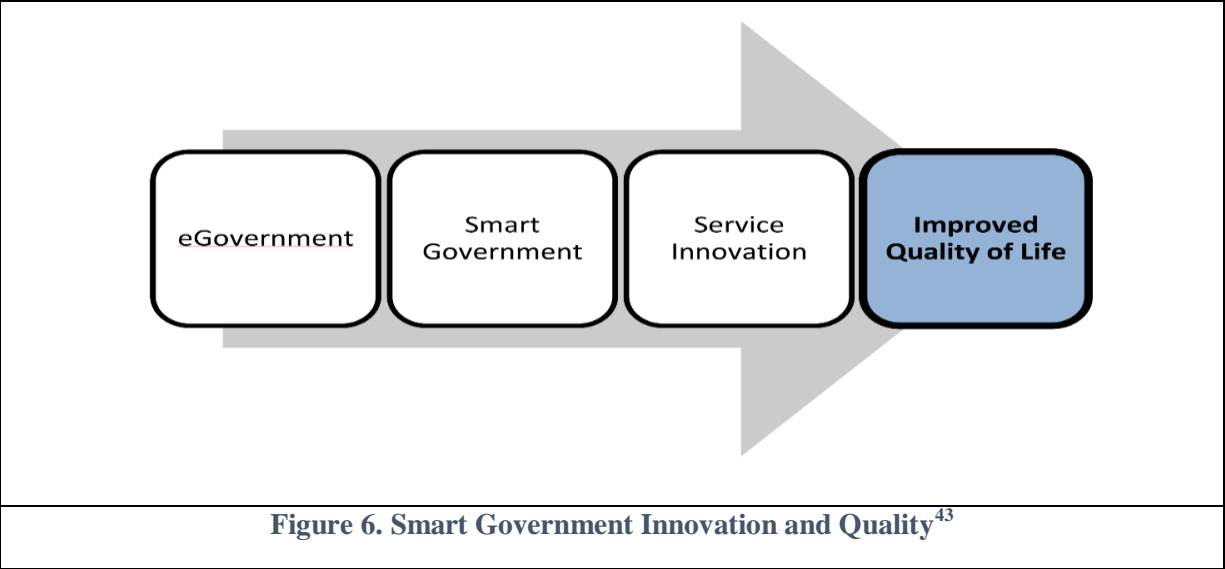 eGovernment
Smart
Government
Service
Innovation
Improved
Quality of Life
Figure 6. Smart Government Innovation and Quality43